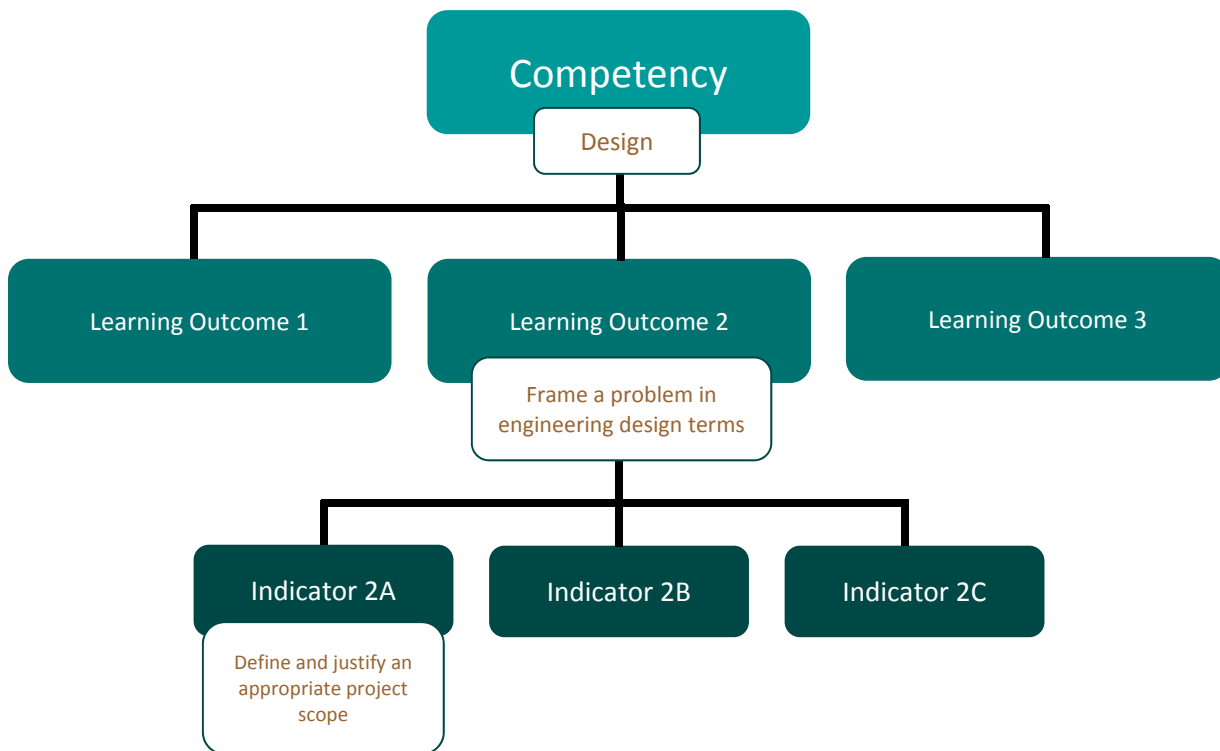 Competency
Design
Learning Outcome 1
Learning Outcome 2
Learning Outcome 3
Frame a problem in
engineering design terms
Indicator 2A
Indicator 2B
Indicator 2C
Define and justify an
appropriate project
scope